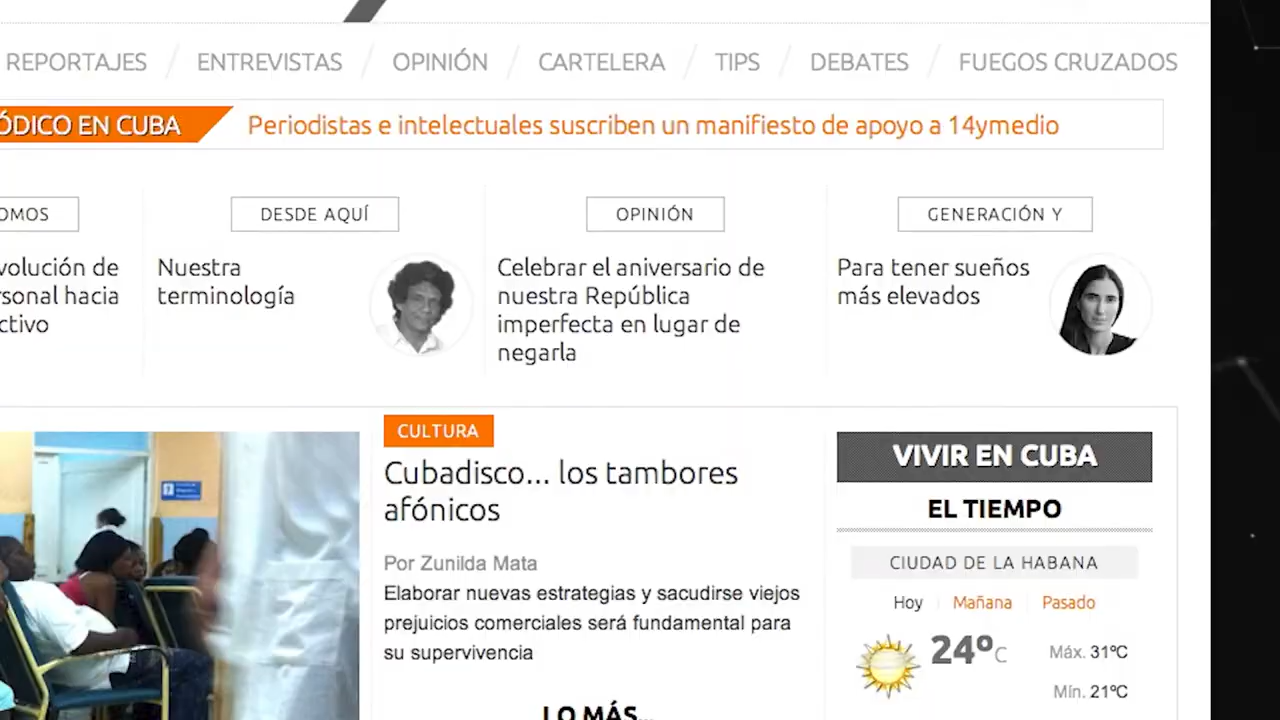 REPORTAJES / ENTREVISTAS / OPINIÓN / CARTELERA / TIPS / DEBATES / FUEGOS CRUZADOS
ÓDICO EN CUBA Periodistas e intelectuales suscriben un manifiesto de apoyo a 14ymedio
OMOS
volución de
rsonal hacia
ctivo
DESDE AQUÍ
Nuestra
terminología
OPINIÓN
Celebrar el aniversario de
nuestra República
imperfecta en lugar de
negarla
GENERACIÓN Y
Para tener sueños
más elevados
CULTURA
Cubadisco... los tambores
afónicos
Por Zunilda Mata
Elaborar nuevas estrategias y sacudirse viejos
prejuicios comerciales será fundamental para
su supervivencia
LO MÁS...
VIVIR EN CUBA
EL TIEMPO
CIUDAD DE LA HABANA
Hoy Mañana Pasado
24ºC
Máx. 31ºC
Mín. 21ºC